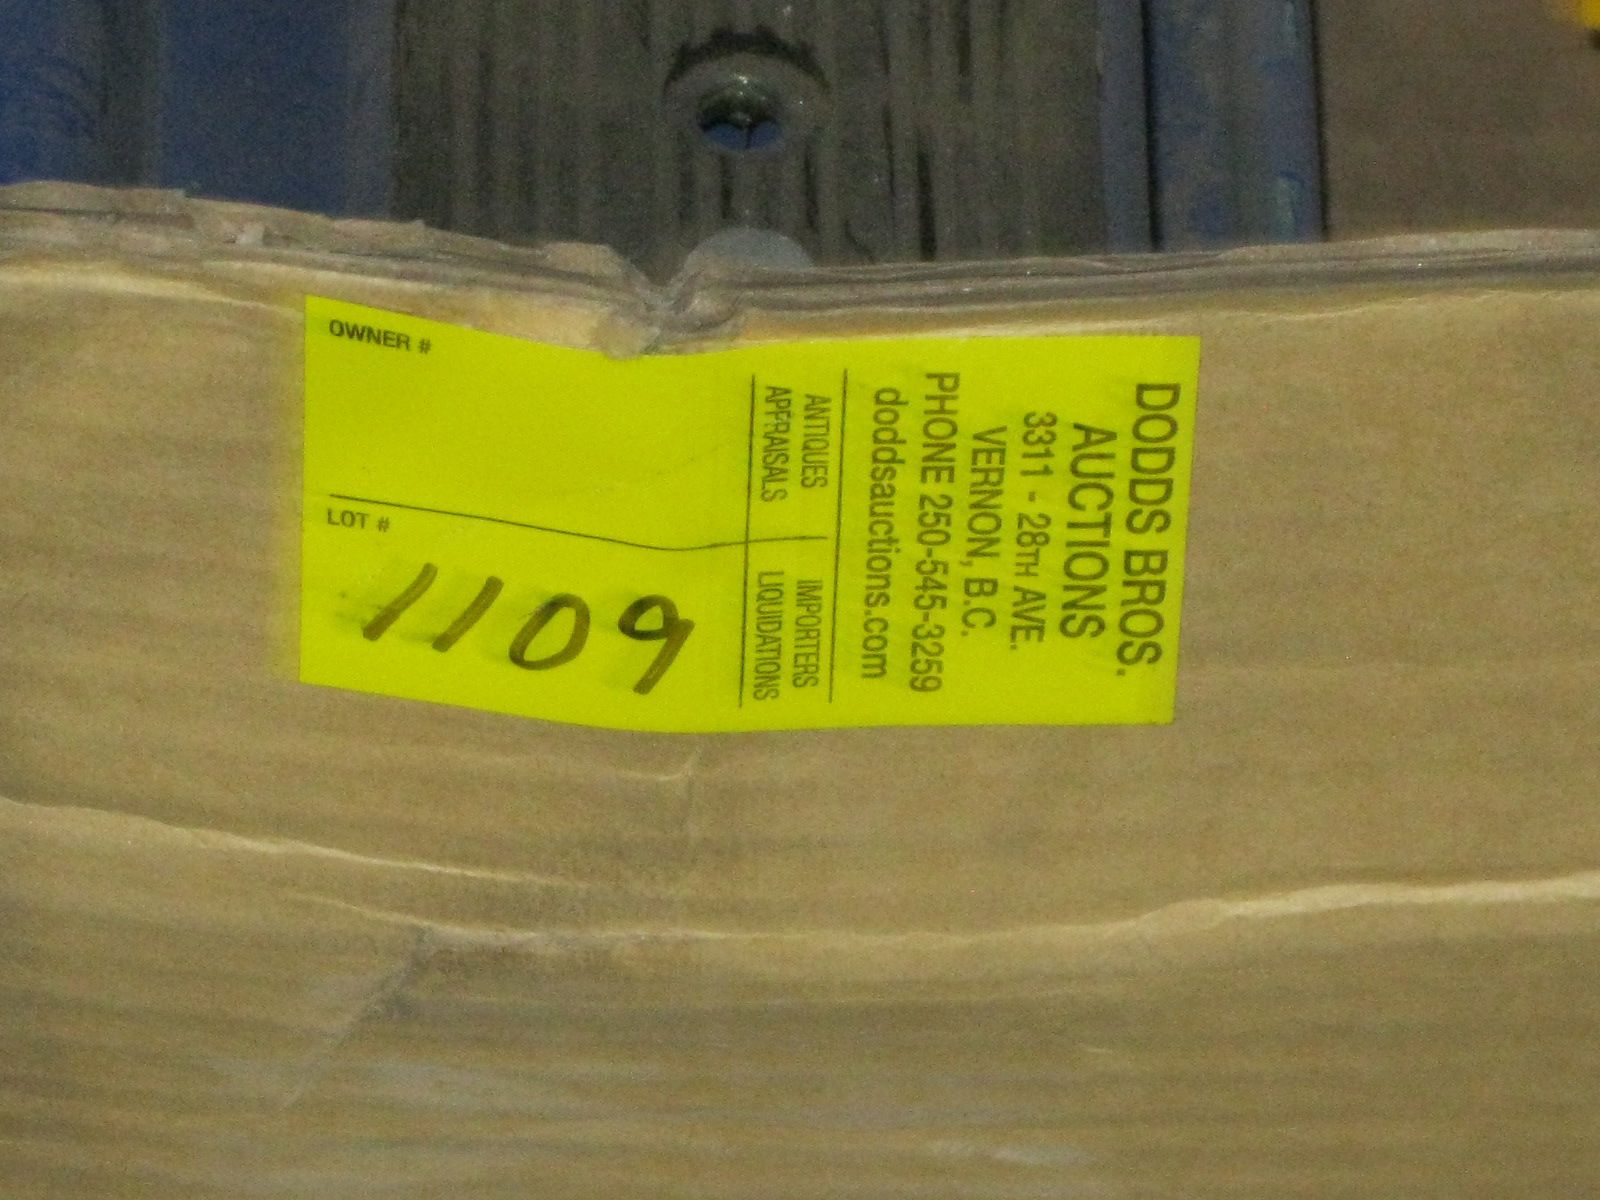 DODDS BROS.
AUCTIONS
3311 - 28TH AVE.
VERNON, B.C.
PHONE 250-545-3259
doddsauctions.com
ANTIQUES
APPRAISALS
IMPORTERS
LIQUIDATIONS
OWNER #
LOT #
1109